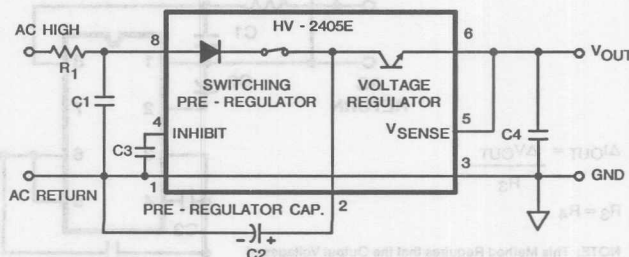 HV - 2405E
AC HIGH
R1
C1
8
6
VOUT
SWITCHING
PRE - REGULATOR
VOLTAGE
REGULATOR
4
INHIBIT
5
VSENSE
C3
C4
3
GND
AC RETURN
1
PRE - REGULATOR CAP.
2
- +
C2